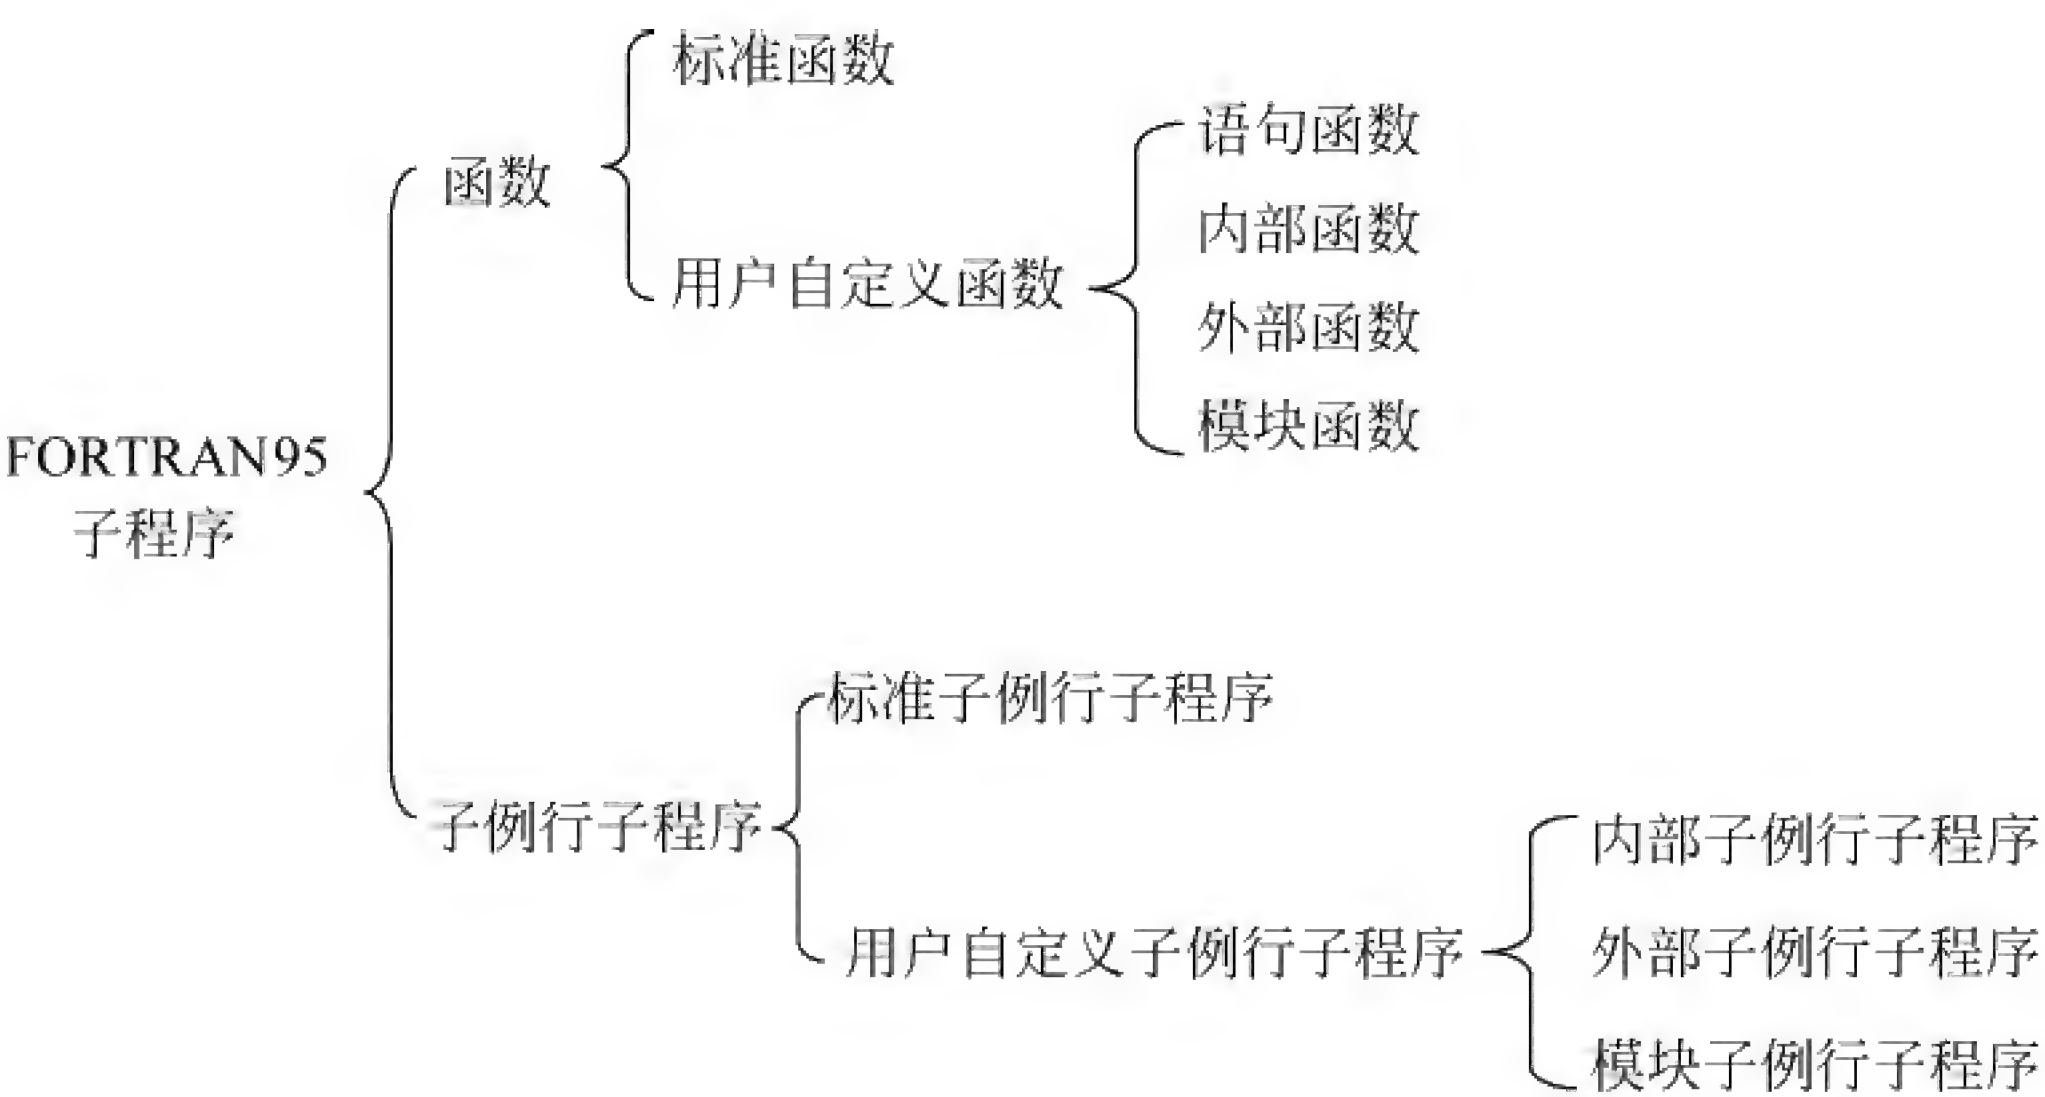 FORTRAN95
子程序
函数
标准函数
用户自定义函数
语句函数
内部函数
外部函数
模块函数
子例行子程序
标准子例行子程序
用户自定义子例行子程序
内部子例行子程序
外部子例行子程序
模块子例行子程序